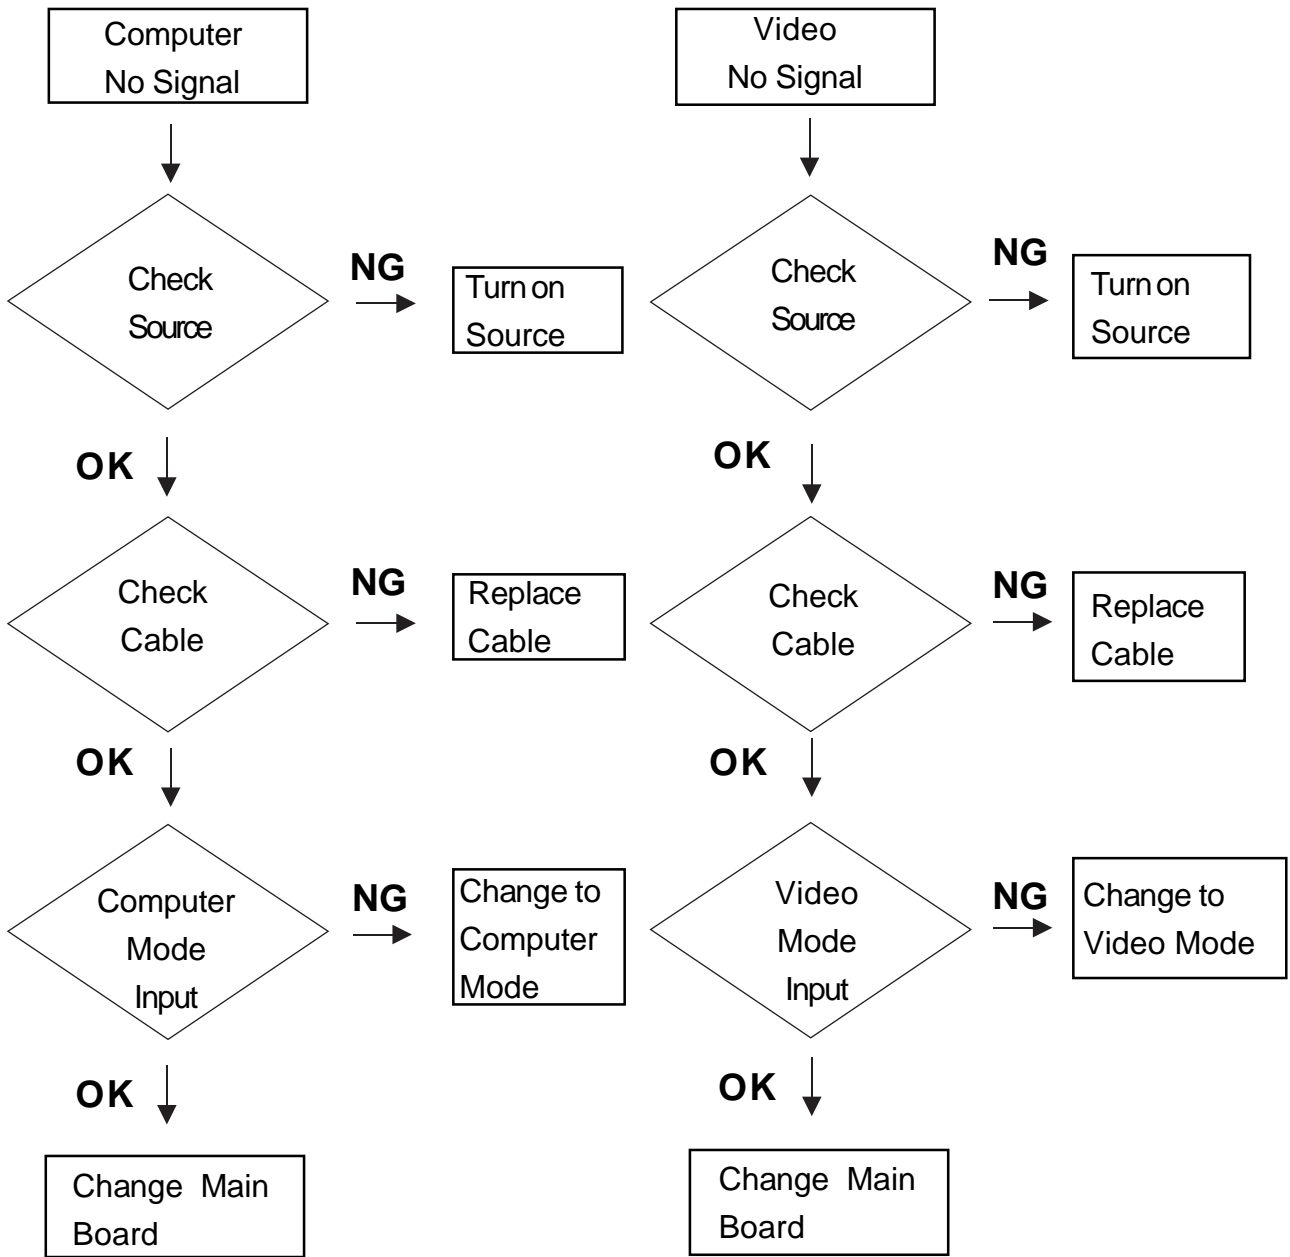 Computer
No Signal
Check
Source
NG
Turn on
Source
OK
Check
Cable
NG
Replace
Cable
OK
Computer
Mode
Input
NG
Change to
Computer
Mode
OK
Change Main
Board
Video
No Signal
Check
Source
NG
Turn on
Source
OK
Check
Cable
NG
Replace
Cable
OK
Video
Mode
Input
NG
Change to
Video Mode
OK
Change Main
Board